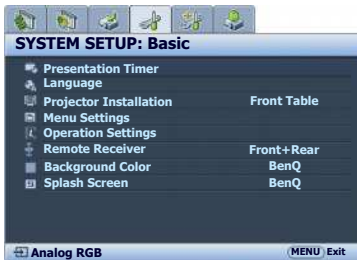 SYSTEM SETUP: Basic
Presentation Timer
Language
Projector Installation Front Table
Menu Settings
Operation Settings
Remote Receiver Front+Rear
Background Color BenQ
Splash Screen BenQ
Analog RGB MENU Exit